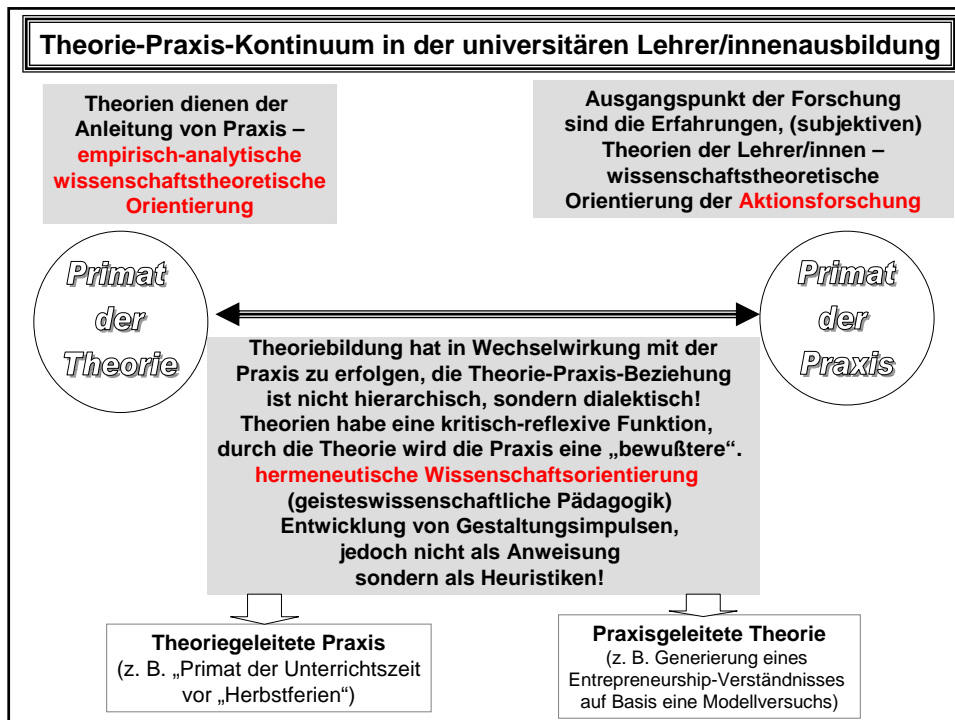 Theorie-Praxis-Kontinuum in der universitären Lehrer/innenausbildung
Theorien dienen der
Anleitung von Praxis –
empirisch-analytische
wissenschaftstheoretische
Orientierung
Ausgangspunkt der Forschung
sind die Erfahrungen, (subjektiven)
Theorien der Lehrer/innen –
wissenschaftstheoretische
Orientierung der Aktionsforschung
Primat
der
Theorie
Primat
der
Praxis
Theoriebildung hat in Wechselwirkung mit der
Praxis zu erfolgen, die Theorie-Praxis-Beziehung
ist nicht hierarchisch, sondern dialektisch!
Theorien habe eine kritisch-reflexive Funktion,
durch die Theorie wird die Praxis eine „bewußtere“.
hermeneutische Wissenschaftsorientierung
(geisteswissenschaftliche Pädagogik)
Entwicklung von Gestaltungsimpulsen,
jedoch nicht als Anweisung
sondern als Heuristiken!
Theoriegeleitete Praxis
(z. B. „Primat der Unterrichtszeit
vor „Herbstferien“)
Praxisgeleitete Theorie
(z. B. Generierung eines
Entrepreneurship-Verständnisses
auf Basis eine Modellversuchs)